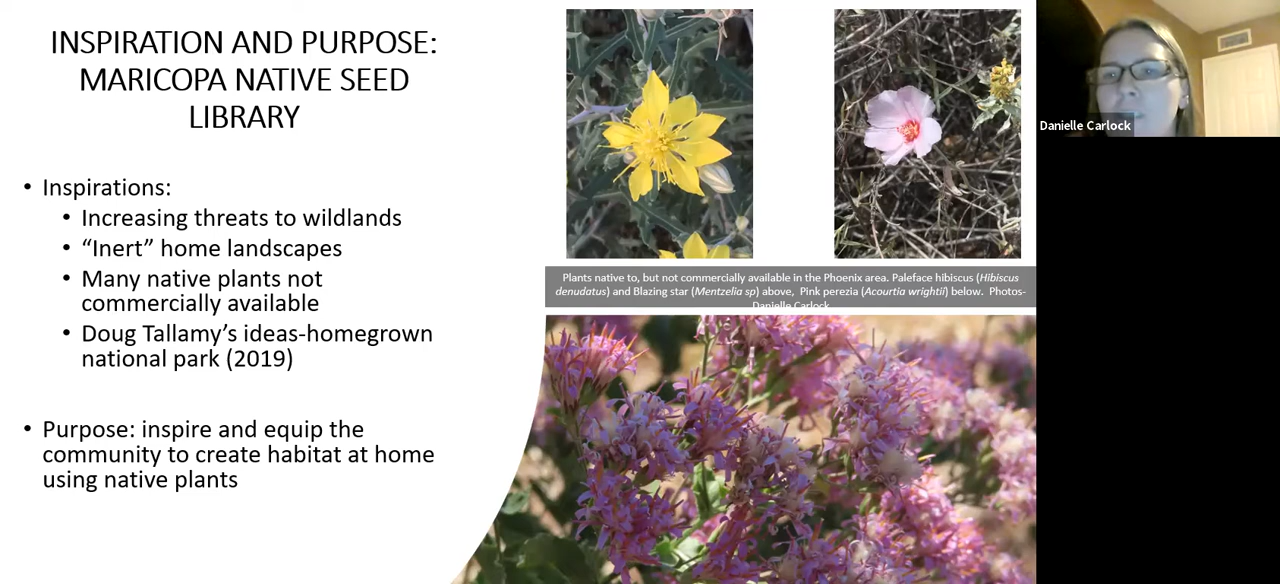 INSPIRATION AND PURPOSE:
MARICOPA NATIVE SEED
LIBRARY
• Inspirations:
• Increasing threats to wildlands
• “Inert” home landscapes
• Many native plants not
commercially available
• Doug Tallamy’s ideas-homegrown
national park (2019)
• Purpose: inspire and equip the
community to create habitat at home
using native plants
Plants native to, but not commercially available in the Phoenix area. Paleface hibiscus (Hibiscus
denudatus) and Blazing star (Mentzelia sp) above,  Pink perezia (Acourtia wrightii) below.  Photos-
Danielle Carlock
Danielle Carlock